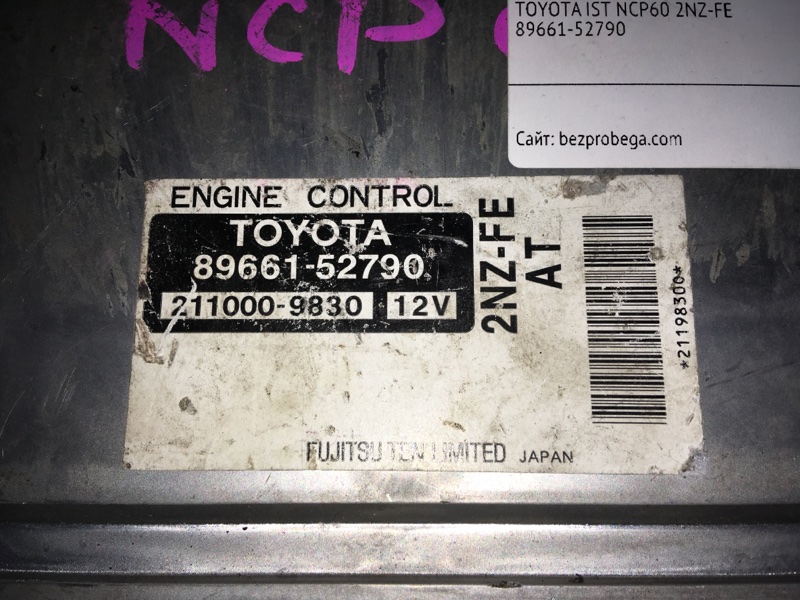 NCP
TOYOTA IST NCP60 2NZ-FE
89661-52790
Сайт: bezprobega.com
ENGINE CONTROL
TOYOTA
89661-52790
211000-9830 12V
2NZ-FE
AT
*21198300*
FUJITSU TEN LIMITED JAPAN